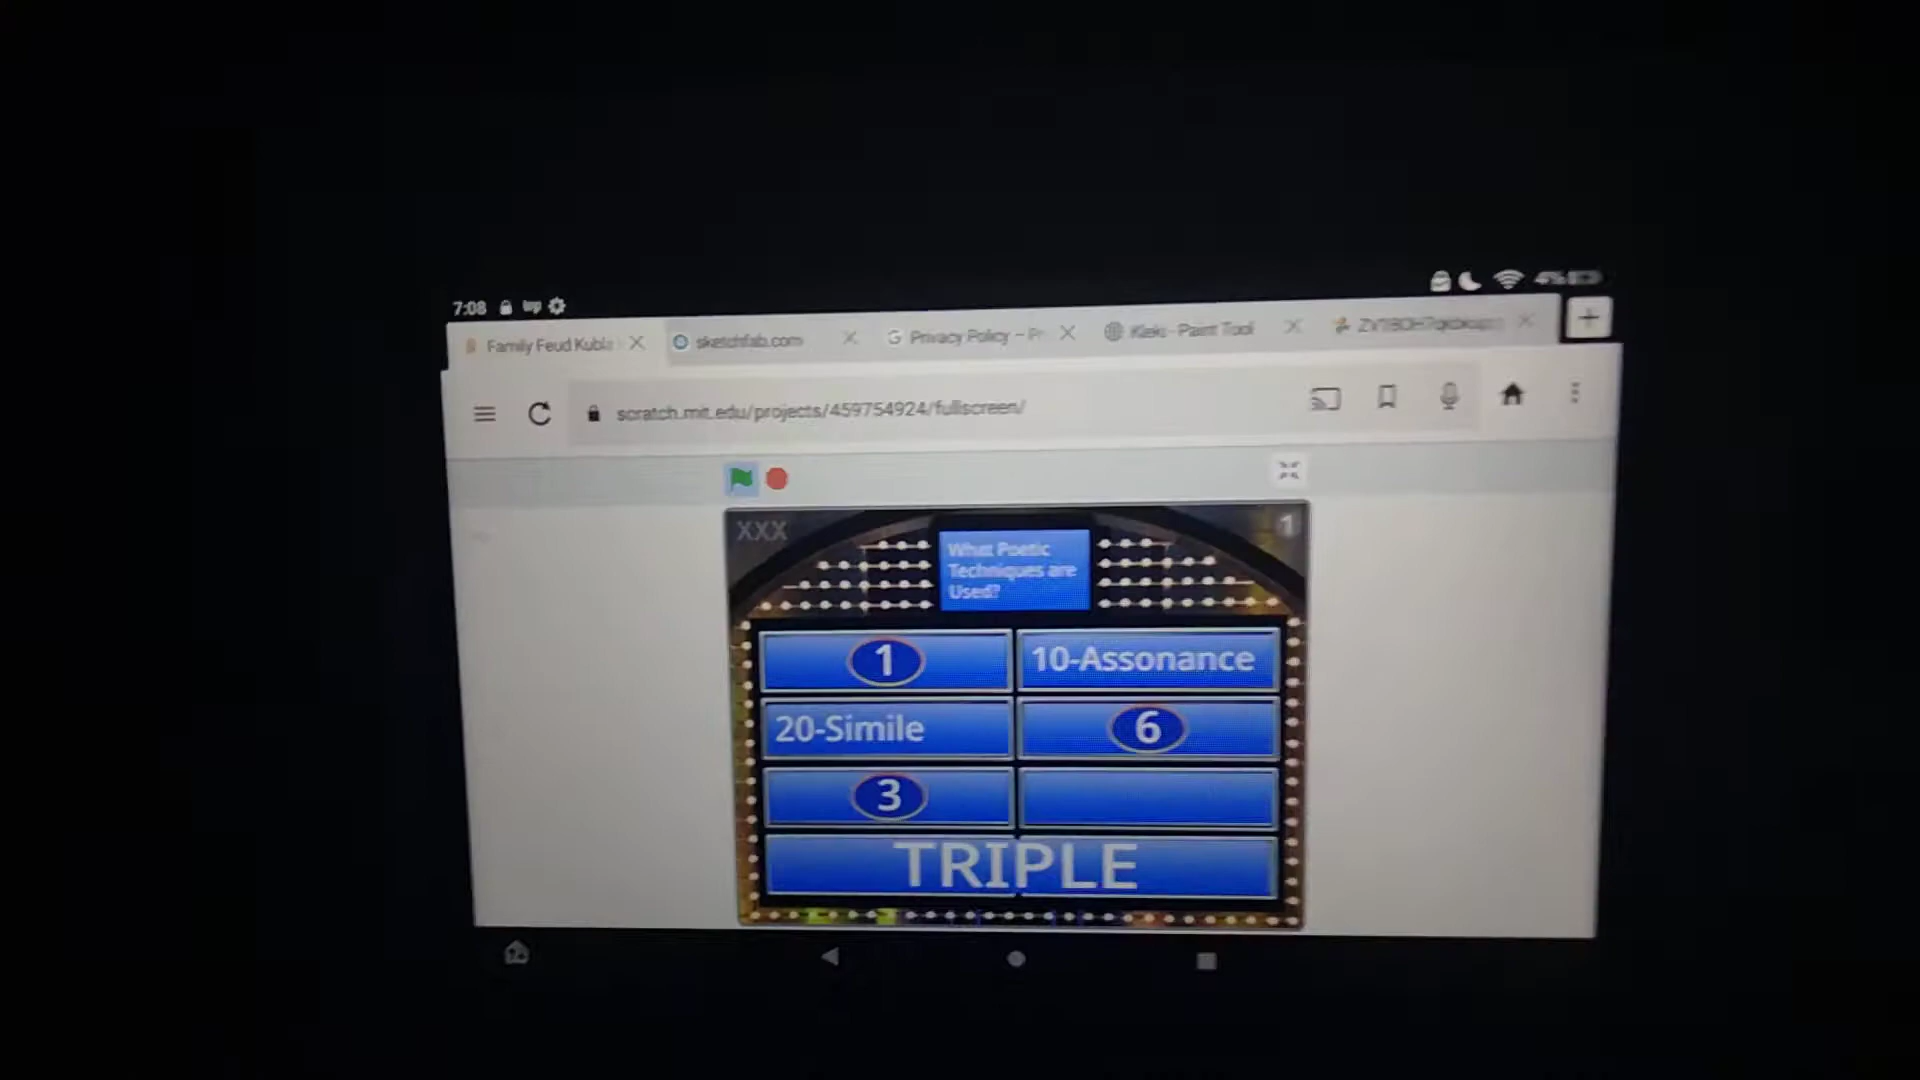 7:08
Family Feud Kubla
sketchfab.com
Privacy Policy – Pr
Kleki - Paint Tool
scratch.mit.edu/projects/459754924/fullscreen/
XXX
1
What Poetic
Techniques are
Used?
1
10-Assonance
20-Simile
6
3
TRIPLE